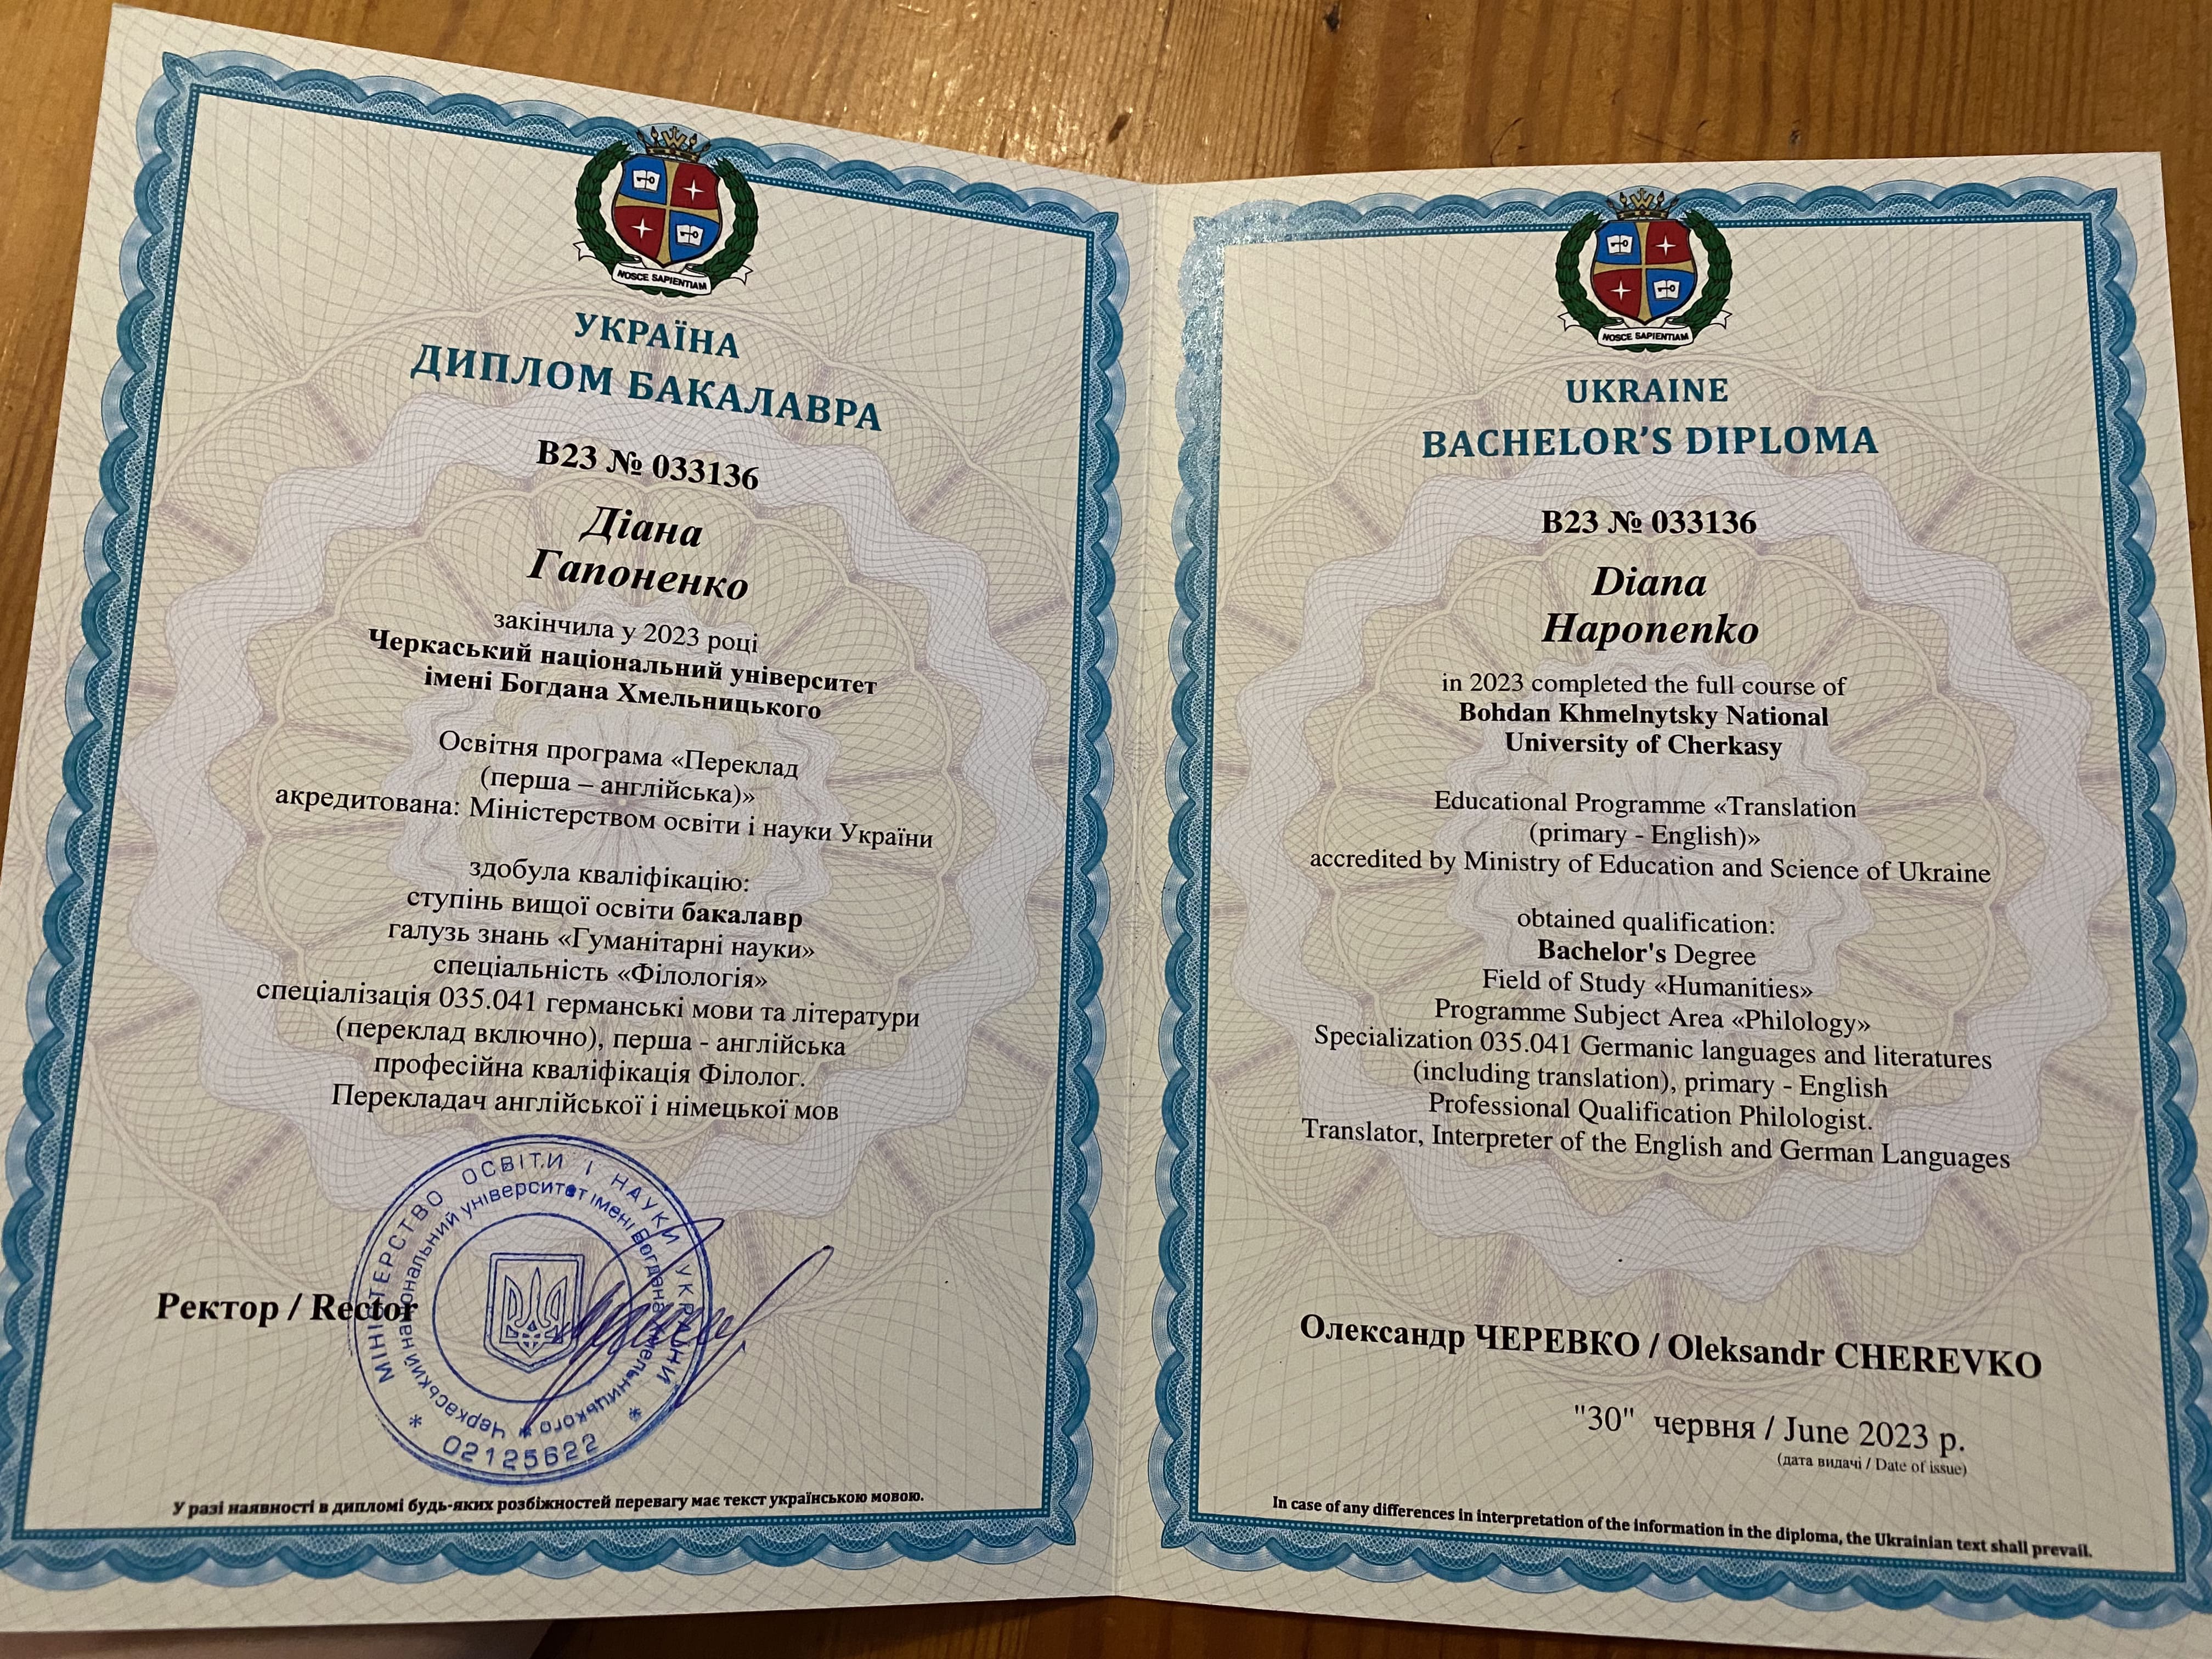 NOSCE SAPIENTIAM
УКРАЇНА
ДИПЛОМ БАКАЛАВРА
B23 № 033136
Діана
Гапоненко
закінчила у 2023 році
Черкаський національний університет
імені Богдана Хмельницького
Освітня програма «Переклад
(перша – англійська)»
акредитована: Міністерством освіти і науки України
здобула кваліфікацію:
ступінь вищої освіти бакалавр
галузь знань «Гуманітарні науки»
спеціальність «Філологія»
спеціалізація 035.041 германські мови та літератури
(переклад включно), перша - англійська
професійна кваліфікація Філолог.
Перекладач англійської і німецької мов
МІНІСТЕРСТВО ОСВІТИ І НАУКИ УКРАЇНИ
Черкаський національний університет імені Богдана Хмельницького
* 02125622 *
Ректор / Rector
У разі наявності в дипломі будь-яких розбіжностей перевагу має текст українською мовою.
NOSCE SAPIENTIAM
UKRAINE
BACHELOR’S DIPLOMA
B23 № 033136
Diana
Haponenko
in 2023 completed the full course of
Bohdan Khmelnytsky National
University of Cherkasy
Educational Programme «Translation
(primary - English)»
accredited by Ministry of Education and Science of Ukraine
obtained qualification:
Bachelor's Degree
Field of Study «Humanities»
Programme Subject Area «Philology»
Specialization 035.041 Germanic languages and literatures
(including translation), primary - English
Professional Qualification Philologist.
Translator, Interpreter of the English and German Languages
Олександр ЧЕРЕВКО / Oleksandr CHEREVKO
"30" червня / June 2023 р.
(дата видачі / Date of issue)
In case of any differences in interpretation of the information in the diploma, the Ukrainian text shall prevail.